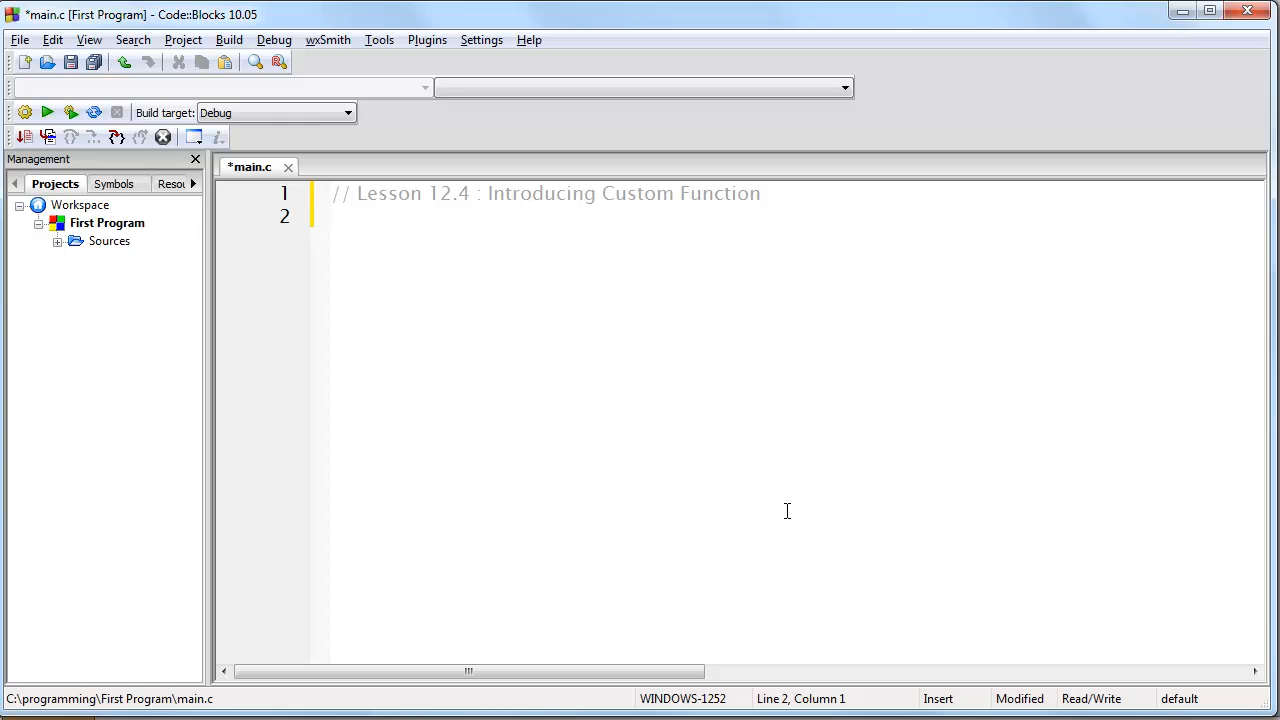 *main.c [First Program] - Code::Blocks 10.05
File Edit View Search Project Build Debug wxSmith Tools Plugins Settings Help
Build target: Debug
Management
*main.c
Projects Symbols Resou
1 // Lesson 12.4 : Introducing Custom Function
Workspace
2
First Program
Sources
C:\programming\First Program\main.c WINDOWS-1252 Line 2, Column 1 Insert Modified Read/Write default